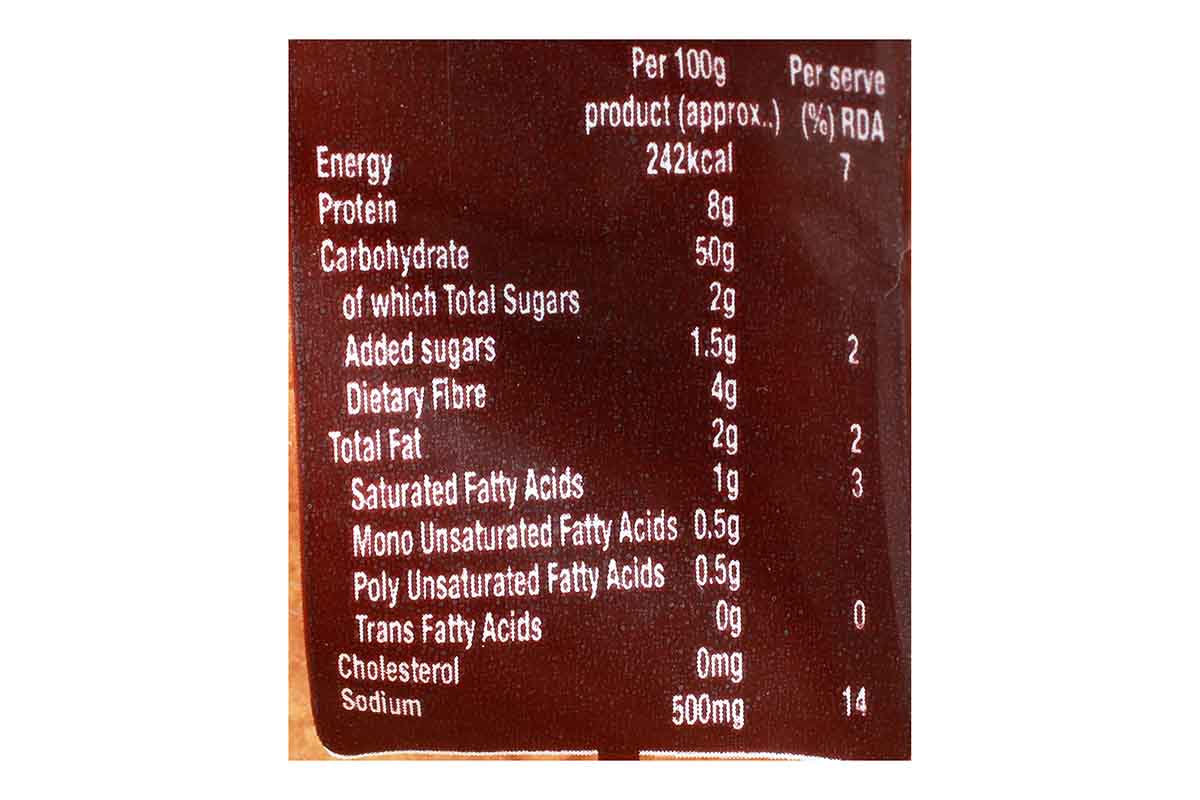 Per 100g Per serve
product (approx..) (%) RDA
Energy 242kcal 7
Protein 8g
Carbohydrate 50g
of which Total Sugars 2g
Added sugars 1.5g 2
Dietary Fibre 4g
Total Fat 2g 2
Saturated Fatty Acids 1g 3
Mono Unsaturated Fatty Acids 0.5g
Poly Unsaturated Fatty Acids 0.5g
Trans Fatty Acids 0g 0
Cholesterol 0mg
Sodium 500mg 14